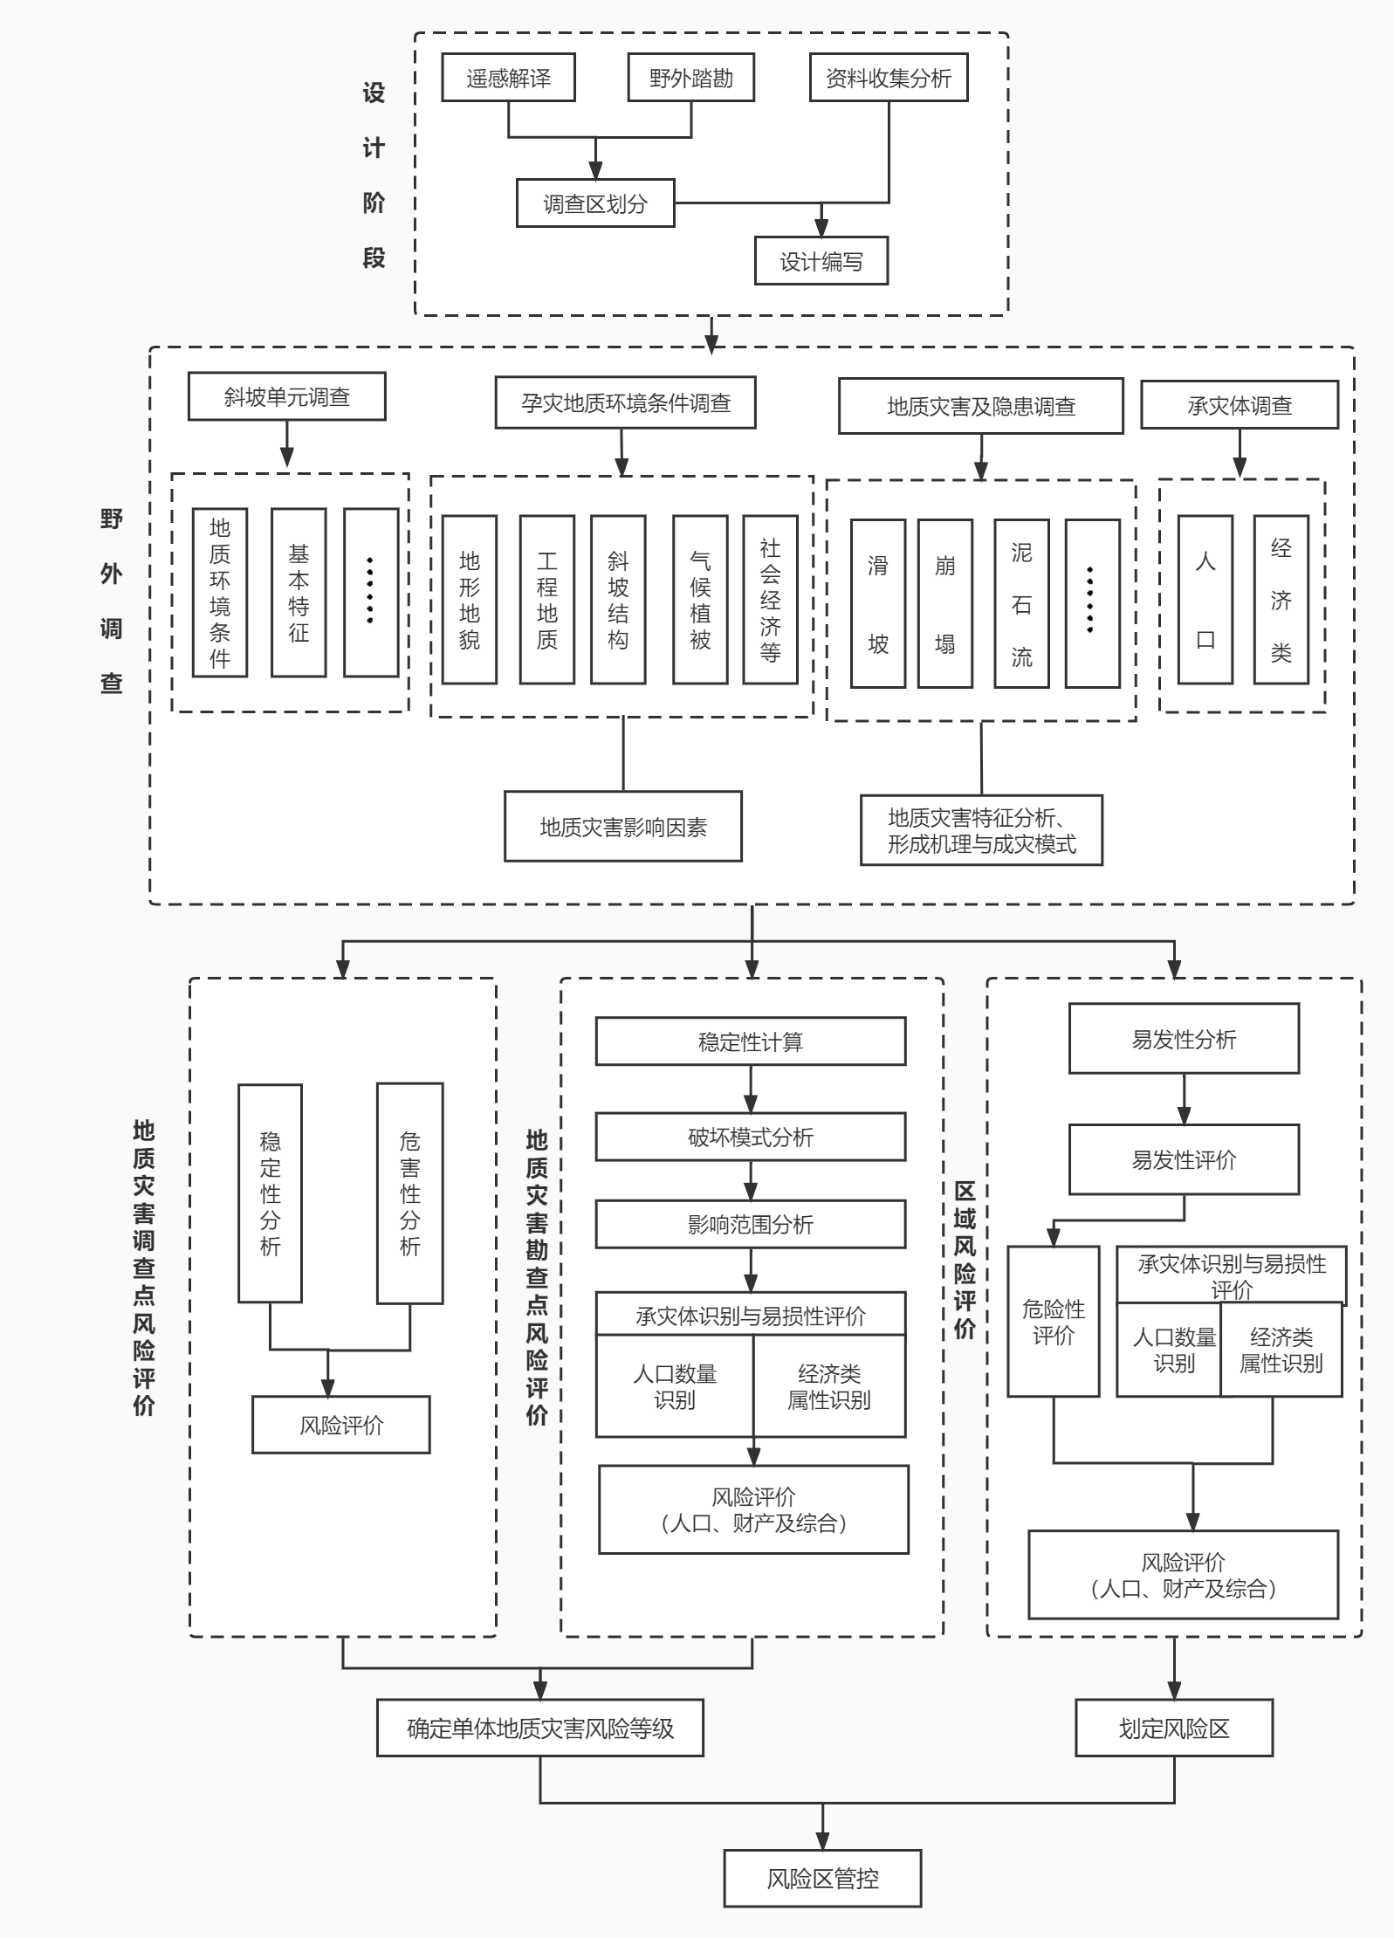 设计阶段
遥感解译
野外踏勘
资料收集分析
调查区划分
设计编写
野外调查
斜坡单元调查
孕灾地质环境条件调查
地质灾害及隐患调查
承灾体调查
地质环境条件
基本特征
······
地形地貌
工程地质
斜坡结构
气候植被
社会经济等
滑坡
崩塌
泥石流
······
人口
经济类
地质灾害影响因素
地质灾害特征分析、
形成机理与成灾模式
地质灾害调查点风险评价
稳定性分析
危害性分析
风险评价
地质灾害勘查点风险评价
稳定性计算
破坏模式分析
影响范围分析
承灾体识别与易损性评价
人口数量
识别
经济类
属性识别
风险评价
（人口、财产及综合）
区域风险评价
易发性分析
易发性评价
危险性
评价
承灾体识别与易损性
评价
人口数量
识别
经济类
属性识别
风险评价
（人口、财产及综合）
确定单体地质灾害风险等级
划定风险区
风险区管控